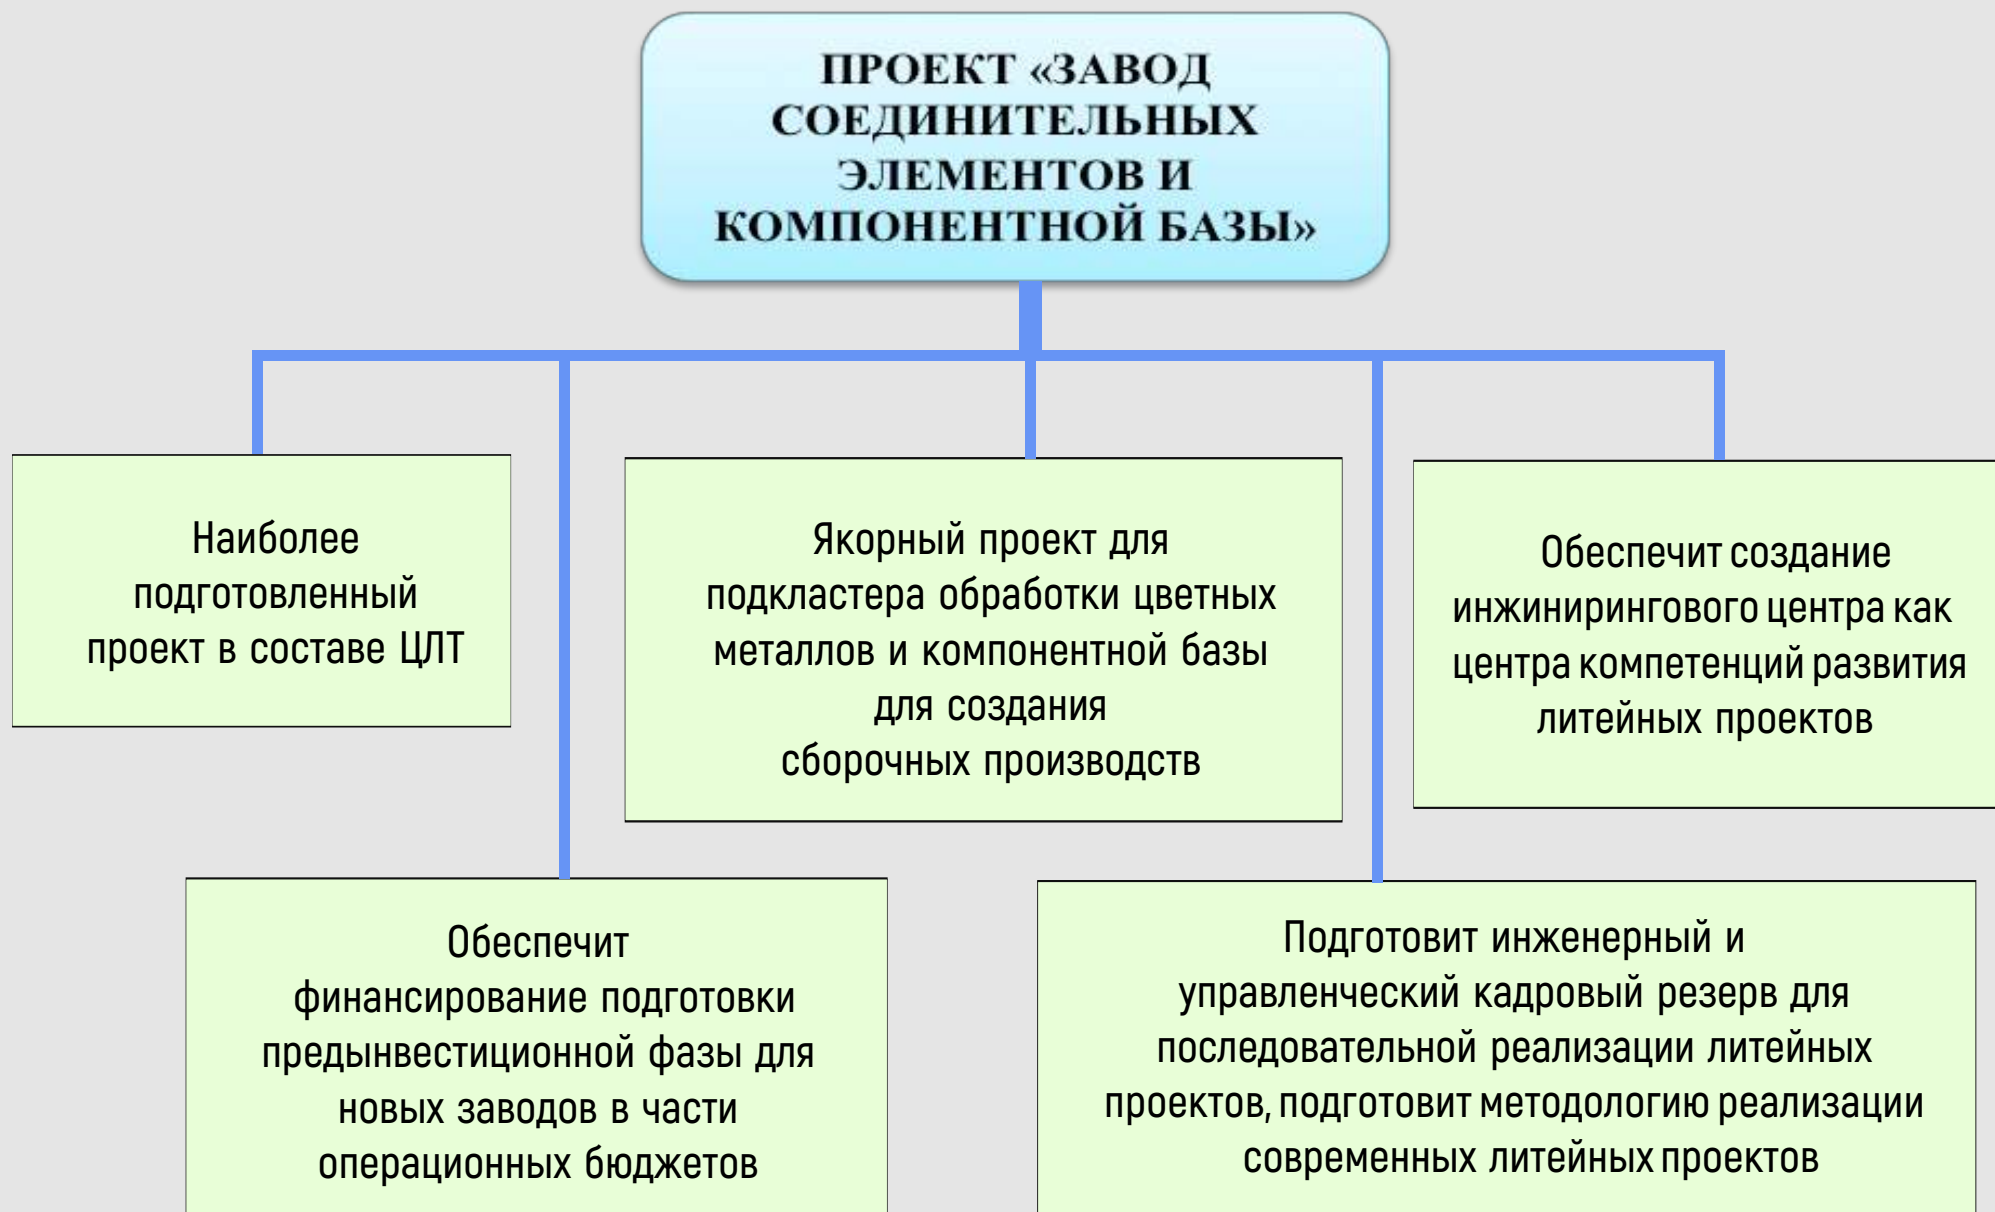 ПРОЕКТ «ЗАВОД
СОЕДИНИТЕЛЬНЫХ
ЭЛЕМЕНТОВ И
КОМПОНЕНТНОЙ БАЗЫ»
Наиболее
подготовленный
проект в составе ЦЛТ
Якорный проект для
подкластера обработки цветных
металлов и компонентной базы
для создания
сборочных производств
Обеспечит создание
инжинирингового центра как
центра компетенций развития
литейных проектов
Обеспечит
финансирование подготовки
предынвестиционной фазы для
новых заводов в части
операционных бюджетов
Подготовит инженерный и
управленческий кадровый резерв для
последовательной реализации литейных
проектов, подготовит методологию реализации
современных литейных проектов